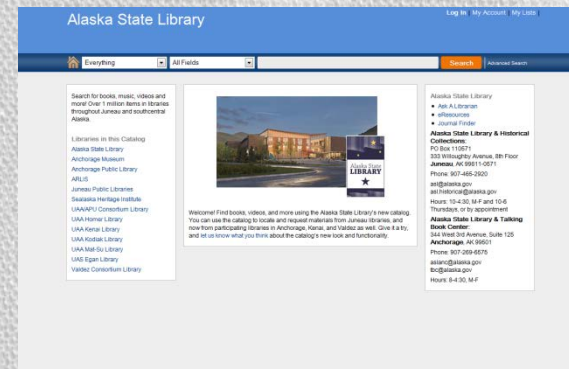 Alaska State Library
Log In | My Account | My Lists |
Everything
All Fields
Search
Advanced Search
Search for books, music, videos and
more! Over 1 million items in libraries
throughout Juneau and southcentral
Alaska.
Libraries in this Catalog
Alaska State Library
Anchorage Museum
Anchorage Public Library
ARLIS
Juneau Public Libraries
Sealaska Heritage Institute
UAA/APU Consortium Library
UAA Homer Library
UAA Kenai Library
UAA Kodiak Library
UAA Mat-Su Library
UAS Egan Library
Valdez Consortium Library
Alaska State
LIBRARY
Welcome! Find books, videos, and more using the Alaska State Library's new catalog.
You can use the catalog to locate and request materials from Juneau libraries, and
now from participating libraries in Anchorage, Kenai, and Valdez as well. Give it a try,
and let us know what you think about the catalog's new look and functionality.
Alaska State Library
Ask A Librarian
eResources
Journal Finder
Alaska State Library & Historical
Collections:
PO Box 110571
333 Willoughby Avenue, 8th Floor
Juneau, AK 99811-0571
Phone: 907-465-2920
asl@alaska.gov
asl.historical@alaska.gov
Hours: 10-4:30, M-F and 10-6
Thursdays, or by appointment
Alaska State Library & Talking
Book Center:
344 West 3rd Avenue, Suite 125
Anchorage, AK 99501
Phone: 907-269-6576
aslanc@alaska.gov
tbc@alaska.gov
Hours: 8-4:30, M-F